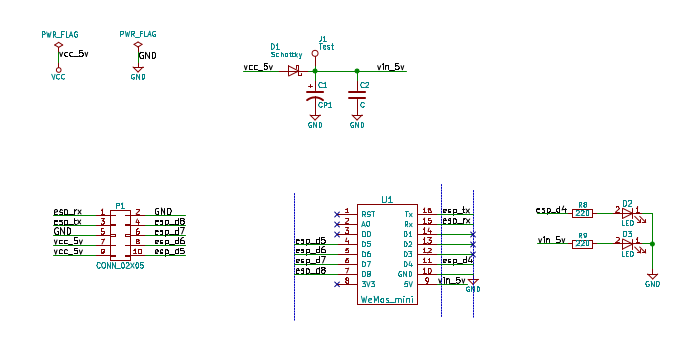 PWR_FLAG
vcc_5v
VCC
PWR_FLAG
GND
GND
D1
Schottky
J1
Test
vcc_5v
vin_5v
C1
CP1
GND
C2
C
GND
P1
esp_rx 1 2 GND
esp_tx 3 4 esp_d8
GND 5 6 esp_d7
vcc_5v 7 8 esp_d6
vcc_5v 9 10 esp_d5
CONN_02X05
U1
1 RST Tx 16 esp_tx
2 A0 Rx 15 esp_rx
3 D0 D1 14
esp_d5 4 D5 D2 13
esp_d6 5 D6 D3 12
esp_d7 6 D7 D4 11 esp_d4
esp_d8 7 D8 GND 10
8 3V3 5V 9 vin_5v
GND
WeMos_mini
esp_d4
R8
220
2 D2 1
LED
vin_5v
R9
220
2 D3 1
LED
GND